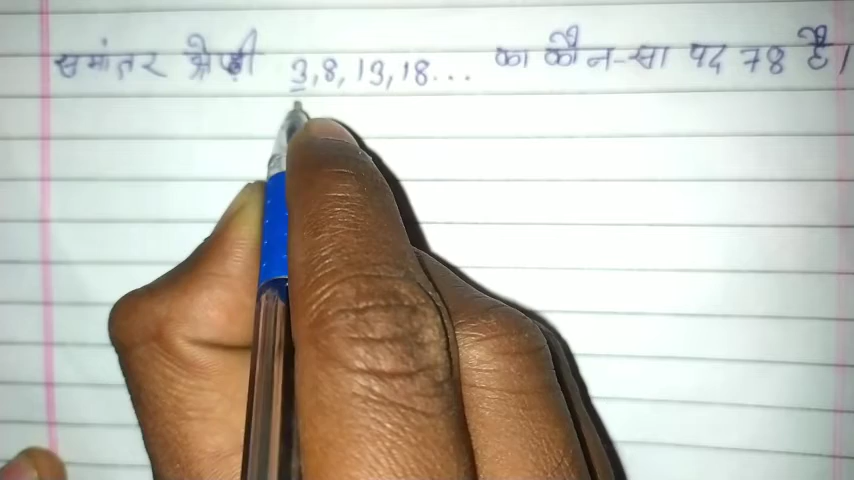 समांतर श्रेढ़ी 3, 8, 13, 18... का कौन-सा पद 78 है।